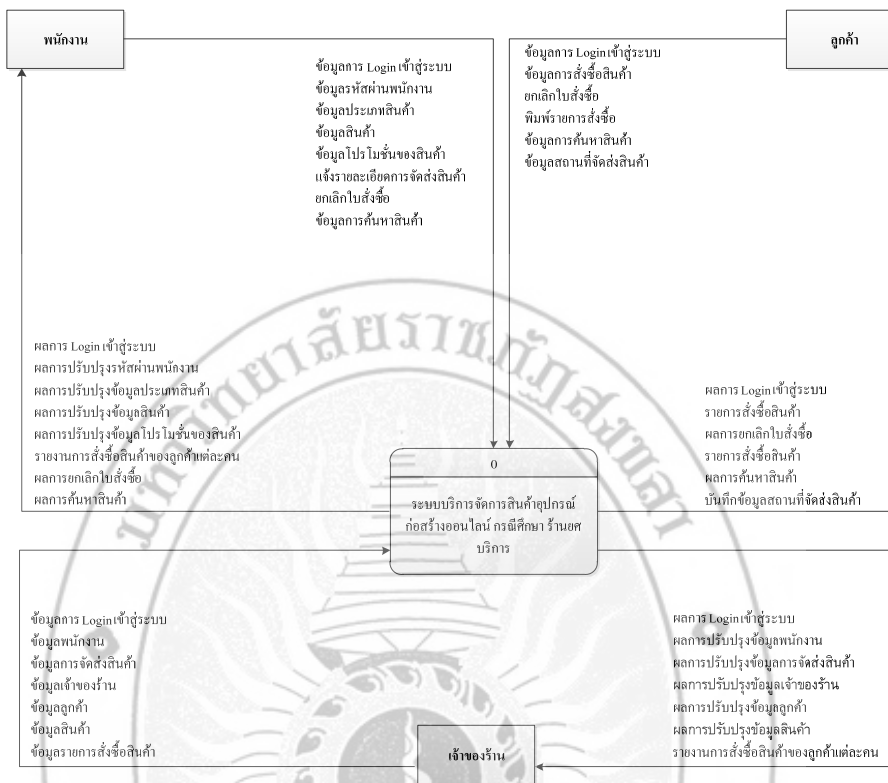 พนักงาน
ลูกค้า
ข้อมูลการ Login เข้าสู่ระบบ
ข้อมูลรหัสผ่านพนักงาน
ข้อมูลประเภทสินค้า
ข้อมูลสินค้า
ข้อมูลโปรโมชั่นของสินค้า
แจ้งรายละเอียดการจัดส่งสินค้า
ยกเลิกใบสั่งซื้อ
ข้อมูลการค้นหาสินค้า
ข้อมูลการ Login เข้าสู่ระบบ
ข้อมูลการสั่งซื้อสินค้า
ยกเลิกใบสั่งซื้อ
พิมพ์รายการสั่งซื้อ
ข้อมูลการค้นหาสินค้า
ข้อมูลสถานที่จัดส่งสินค้า
มหาวิทยาลัยราชภัฏสงขลา
ผลการ Login เข้าสู่ระบบ
ผลการปรับปรุงรหัสผ่านพนักงาน
ผลการปรับปรุงข้อมูลประเภทสินค้า
ผลการปรับปรุงข้อมูลสินค้า
ผลการปรับปรุงข้อมูลโปรโมชั่นของสินค้า
รายงานการสั่งซื้อสินค้าของลูกค้าแต่ละคน
ผลการยกเลิกใบสั่งซื้อ
ผลการค้นหาสินค้า
ผลการ Login เข้าสู่ระบบ
รายการสั่งซื้อสินค้า
ผลการยกเลิกใบสั่งซื้อ
รายการสั่งซื้อสินค้า
ผลการค้นหาสินค้า
บันทึกข้อมูลสถานที่จัดส่งสินค้า
0
ระบบบริการจัดการสินค้าอุปกรณ์
ก่อสร้างออนไลน์ กรณีศึกษา ร้านยศ
บริการ
ข้อมูลการ Login เข้าสู่ระบบ
ข้อมูลพนักงาน
ข้อมูลการจัดส่งสินค้า
ข้อมูลเจ้าของร้าน
ข้อมูลลูกค้า
ข้อมูลสินค้า
ข้อมูลรายการสั่งซื้อสินค้า
ผลการ Login เข้าสู่ระบบ
ผลการปรับปรุงข้อมูลพนักงาน
ผลการปรับปรุงข้อมูลการจัดส่งสินค้า
ผลการปรับปรุงข้อมูลเจ้าของร้าน
ผลการปรับปรุงข้อมูลลูกค้า
ผลการปรับปรุงข้อมูลสินค้า
รายงานการสั่งซื้อสินค้าของลูกค้าแต่ละคน
เจ้าของร้าน